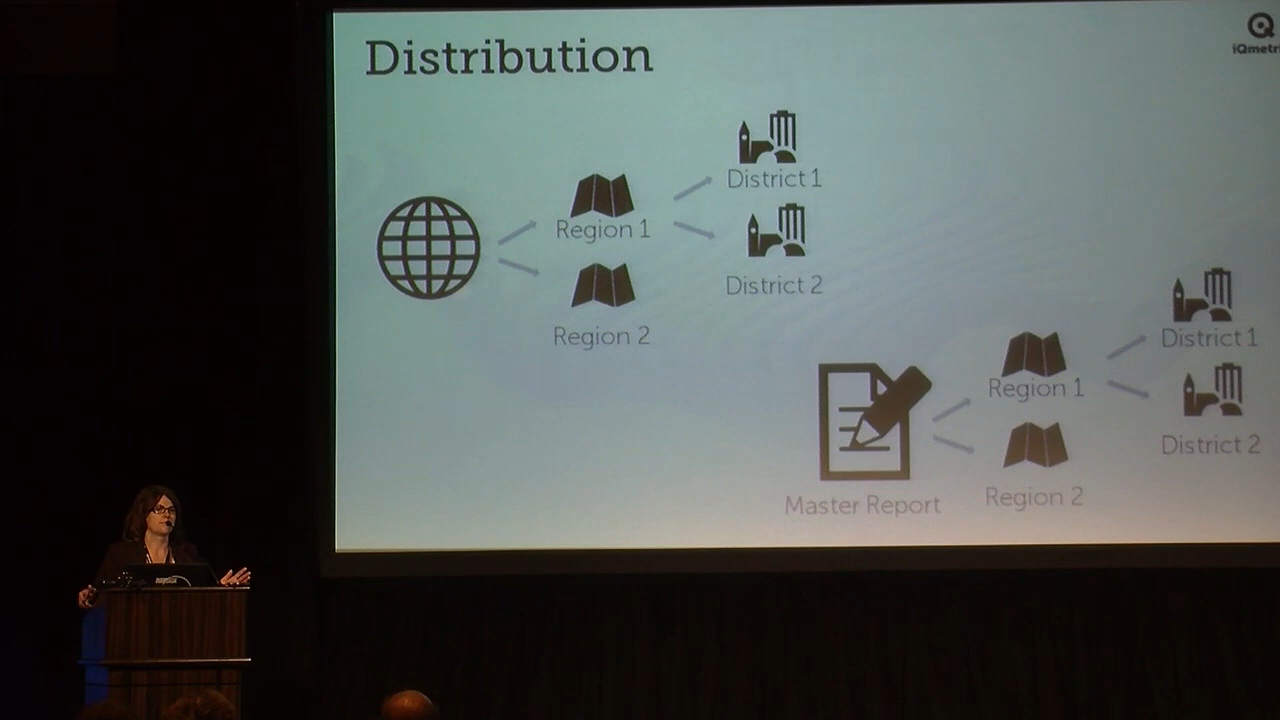 Distribution
iQmetri
District 1
Region 1
District 2
Region 2
District 1
Region 1
District 2
Master Report
Region 2